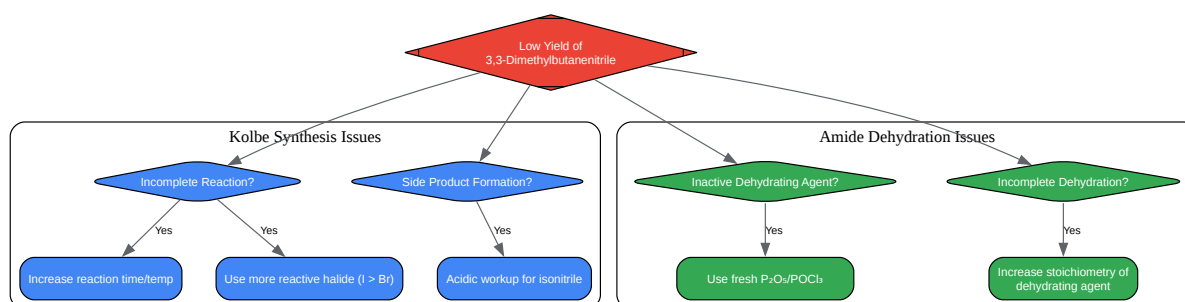 Low Yield of
3,3-Dimethylbutanenitrile
Kolbe Synthesis Issues
Amide Dehydration Issues
Incomplete Reaction?
Side Product Formation?
Inactive Dehydrating Agent?
Incomplete Dehydration?
Yes
Yes
Yes
Yes
Yes
Increase reaction time/temp
Use more reactive halide (I > Br)
Acidic workup for isonitrile
Use fresh P₂O₅/POCl₃
Increase stoichiometry of
dehydrating agent